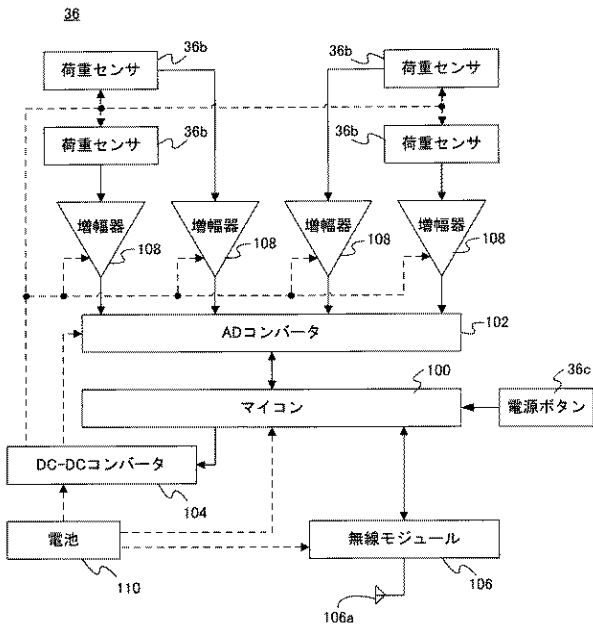 36
36b
36b
荷重センサ
荷重センサ
36b
36b
荷重センサ
荷重センサ
増幅器
増幅器
増幅器
増幅器
108
108
108
108
ADコンバータ
102
100
36c
マイコン
電源ボタン
DC-DCコンバータ
104
電池
無線モジュール
110
106
106a